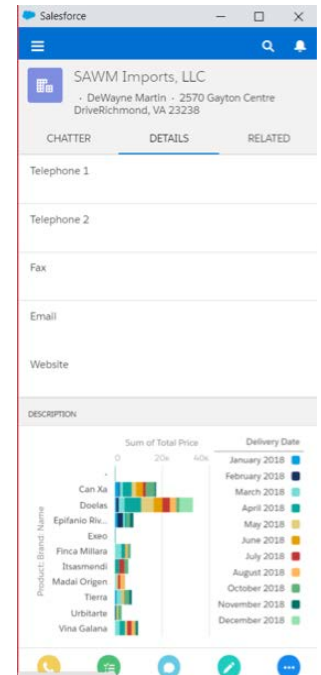 Salesforce
SAWM Imports, LLC
· DeWayne Martin · 2570 Gayton Centre
DriveRichmond, VA 23238
CHATTER DETAILS RELATED
Telephone 1
Telephone 2
Fax
Email
Website
DESCRIPTION
Sum of Total Price
0 20K 40K
Product: Brand: Name
-
Can Xa
Doelas
Epifanio Riv...
Exeo
Finca Millara
Itsasmendi
Madai Origen
Tierra
Urbitarte
Vina Galana
Delivery Date
January 2018
February 2018
March 2018
April 2018
May 2018
June 2018
July 2018
August 2018
October 2018
November 2018
December 2018